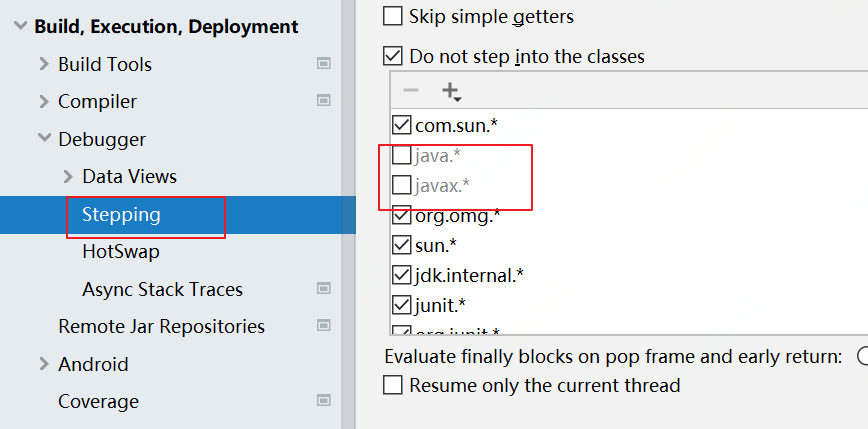 Build, Execution, Deployment
Build Tools
Compiler
Debugger
Data Views
Stepping
HotSwap
Async Stack Traces
Remote Jar Repositories
Android
Coverage
Skip simple getters
Do not step into the classes
com.sun.*
java.*
javax.*
org.omg.*
sun.*
jdk.internal.*
junit.*
org.junit.*
Evaluate finally blocks on pop frame and early return:
Resume only the current thread